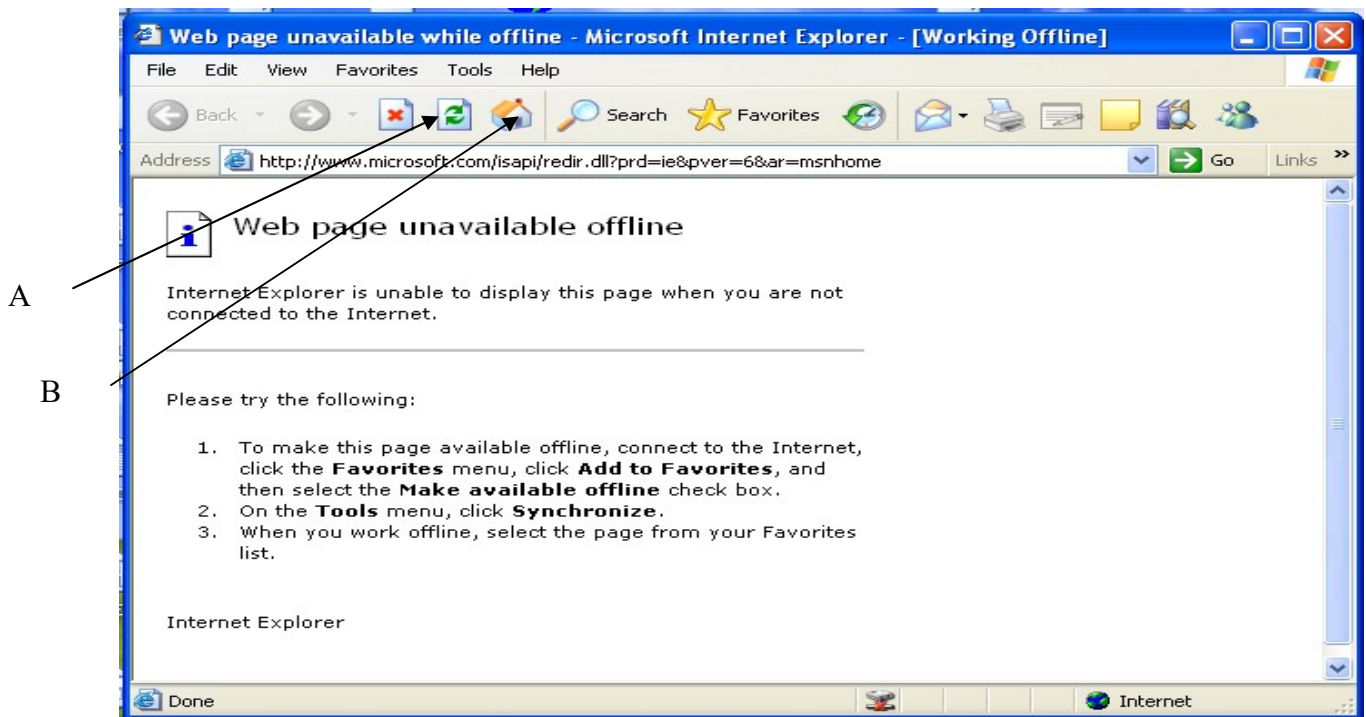 Web page unavailable while offline - Microsoft Internet Explorer - [Working Offline]
File Edit View Favorites Tools Help
Back Search Favorites
Address http://www.microsoft.com/isapi/redir.dll?prd=ie&pver=6&ar=msnhome Go Links »
Web page unavailable offline
A
Internet Explorer is unable to display this page when you are not
connected to the Internet.
B
Please try the following:
1. To make this page available offline, connect to the Internet,
click the Favorites menu, click Add to Favorites, and
then select the Make available offline check box.
2. On the Tools menu, click Synchronize.
3. When you work offline, select the page from your Favorites
list.
Internet Explorer
Done Internet